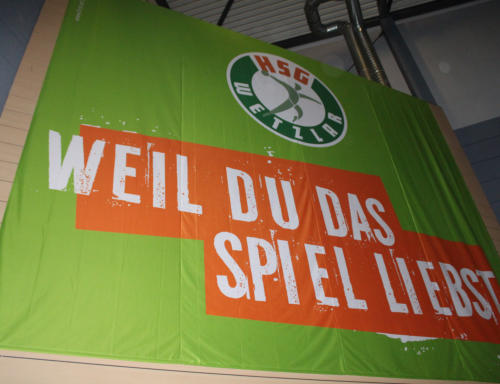 HSG
WETZLAR
WEIL DU DAS
SPIEL LIEBST